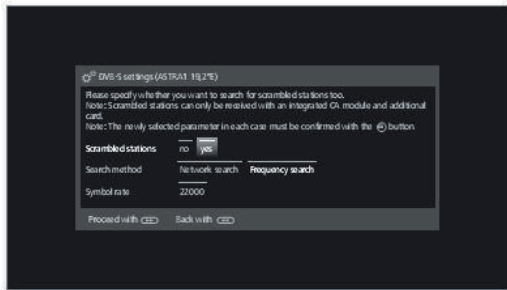 DVB-S settings (ASTRA1 19,2°E)
Please specify whether you want to search for scrambled stations too.
Note: Scrambled stations can only be received with an integrated CA module and additional
card.
Note: The newly selected parameter in each case must be confirmed with the button
Scrambled stations no yes
Search method Network search Frequency search
Symbol rate 22000
Proceed with Back with